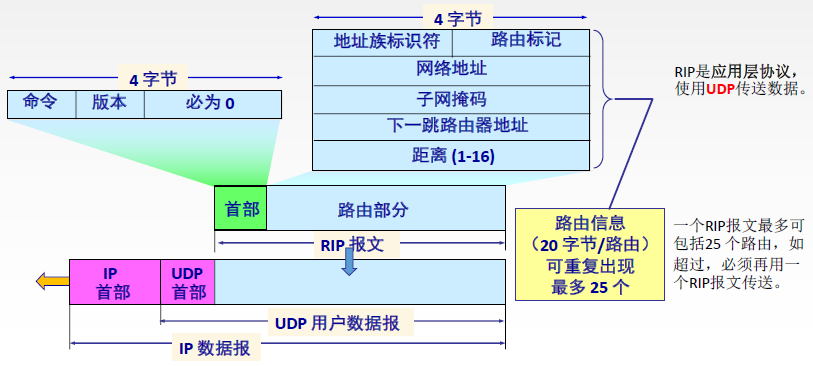 4 字节
地址族标识符 路由标记
网络地址
子网掩码
下一跳路由器地址
距离 (1-16)
RIP是应用层协议，
使用UDP传送数据。
4 字节
命令 版本 必为 0
首部 路由部分
RIP 报文
路由信息
（20 字节/路由）
可重复出现
最多 25 个
一个RIP报文最多可
包括25 个路由，如
超过，必须再用一
个RIP报文传送。
IP
首部
UDP
首部
UDP 用户数据报
IP 数据报